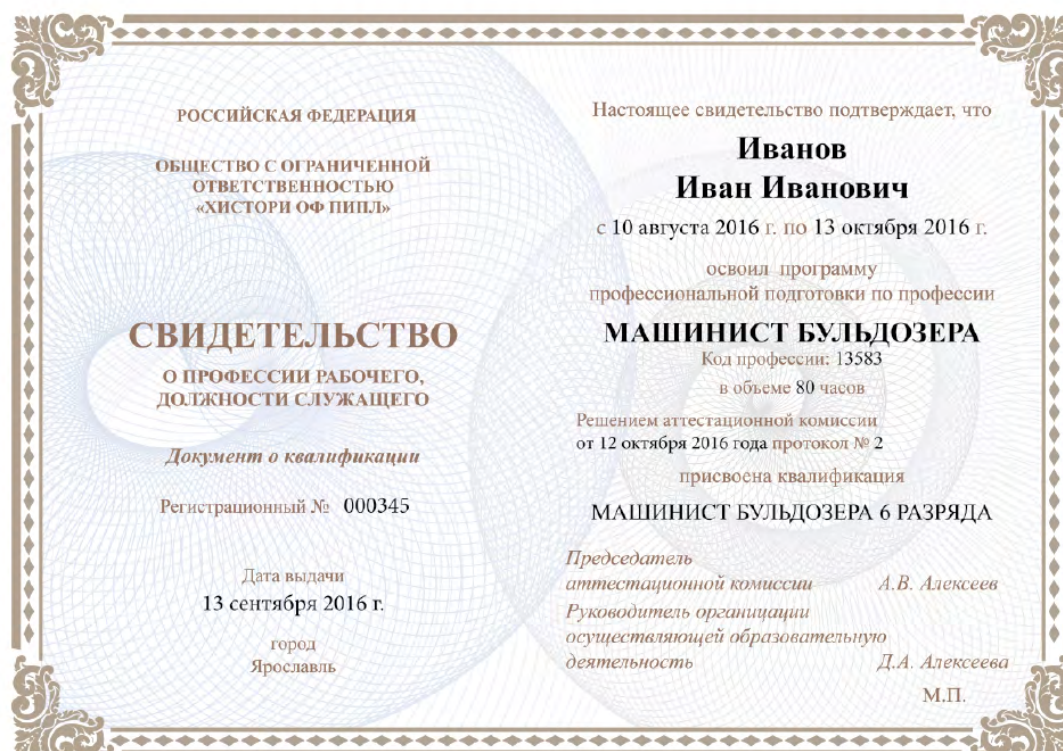 РОССИЙСКАЯ ФЕДЕРАЦИЯ
ОБЩЕСТВО С ОГРАНИЧЕННОЙ
ОТВЕТСТВЕННОСТЬЮ
«ХИСТОРИ ОФ ПИПЛ»
СВИДЕТЕЛЬСТВО
О ПРОФЕССИИ РАБОЧЕГО,
ДОЛЖНОСТИ СЛУЖАЩЕГО
Документ о квалификации
Регистрационный № 000345
Дата выдачи
13 сентября 2016 г.
город
Ярославль
Настоящее свидетельство подтверждает, что
Иванов
Иван Иванович
с 10 августа 2016 г. по 13 октября 2016 г.
освоил программу
профессиональной подготовки по профессии
МАШИНИСТ БУЛЬДОЗЕРА
Код профессии: 13583
в объеме 80 часов
Решением аттестационной комиссии
от 12 октября 2016 года протокол № 2
присвоена квалификация
МАШИНИСТ БУЛЬДОЗЕРА 6 РАЗРЯДА
Председатель
аттестационной комиссии А.В. Алексеев
Руководитель органицации
осуществляющей образовательную
деятельность Д.А. Алексеева
М.П.